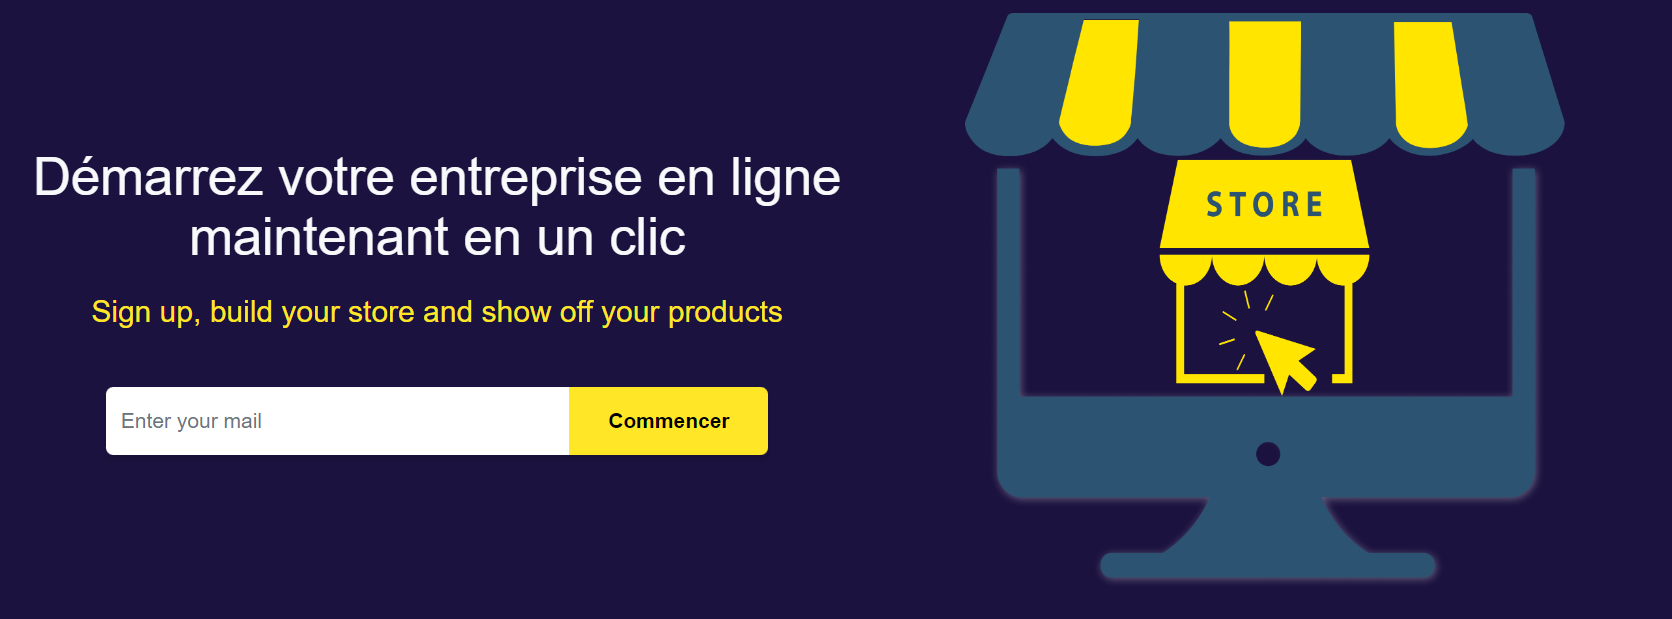 Démarrez votre entreprise en ligne
maintenant en un clic
Sign up, build your store and show off your products
Enter your mail
Commencer
STORE